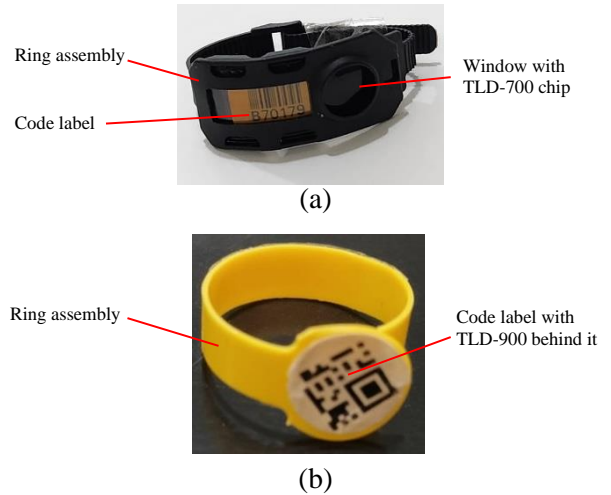 Ring assembly
Window with
TLD-700 chip
Code label
B70179
(a)
Ring assembly
Code label with
TLD-900 behind it
(b)